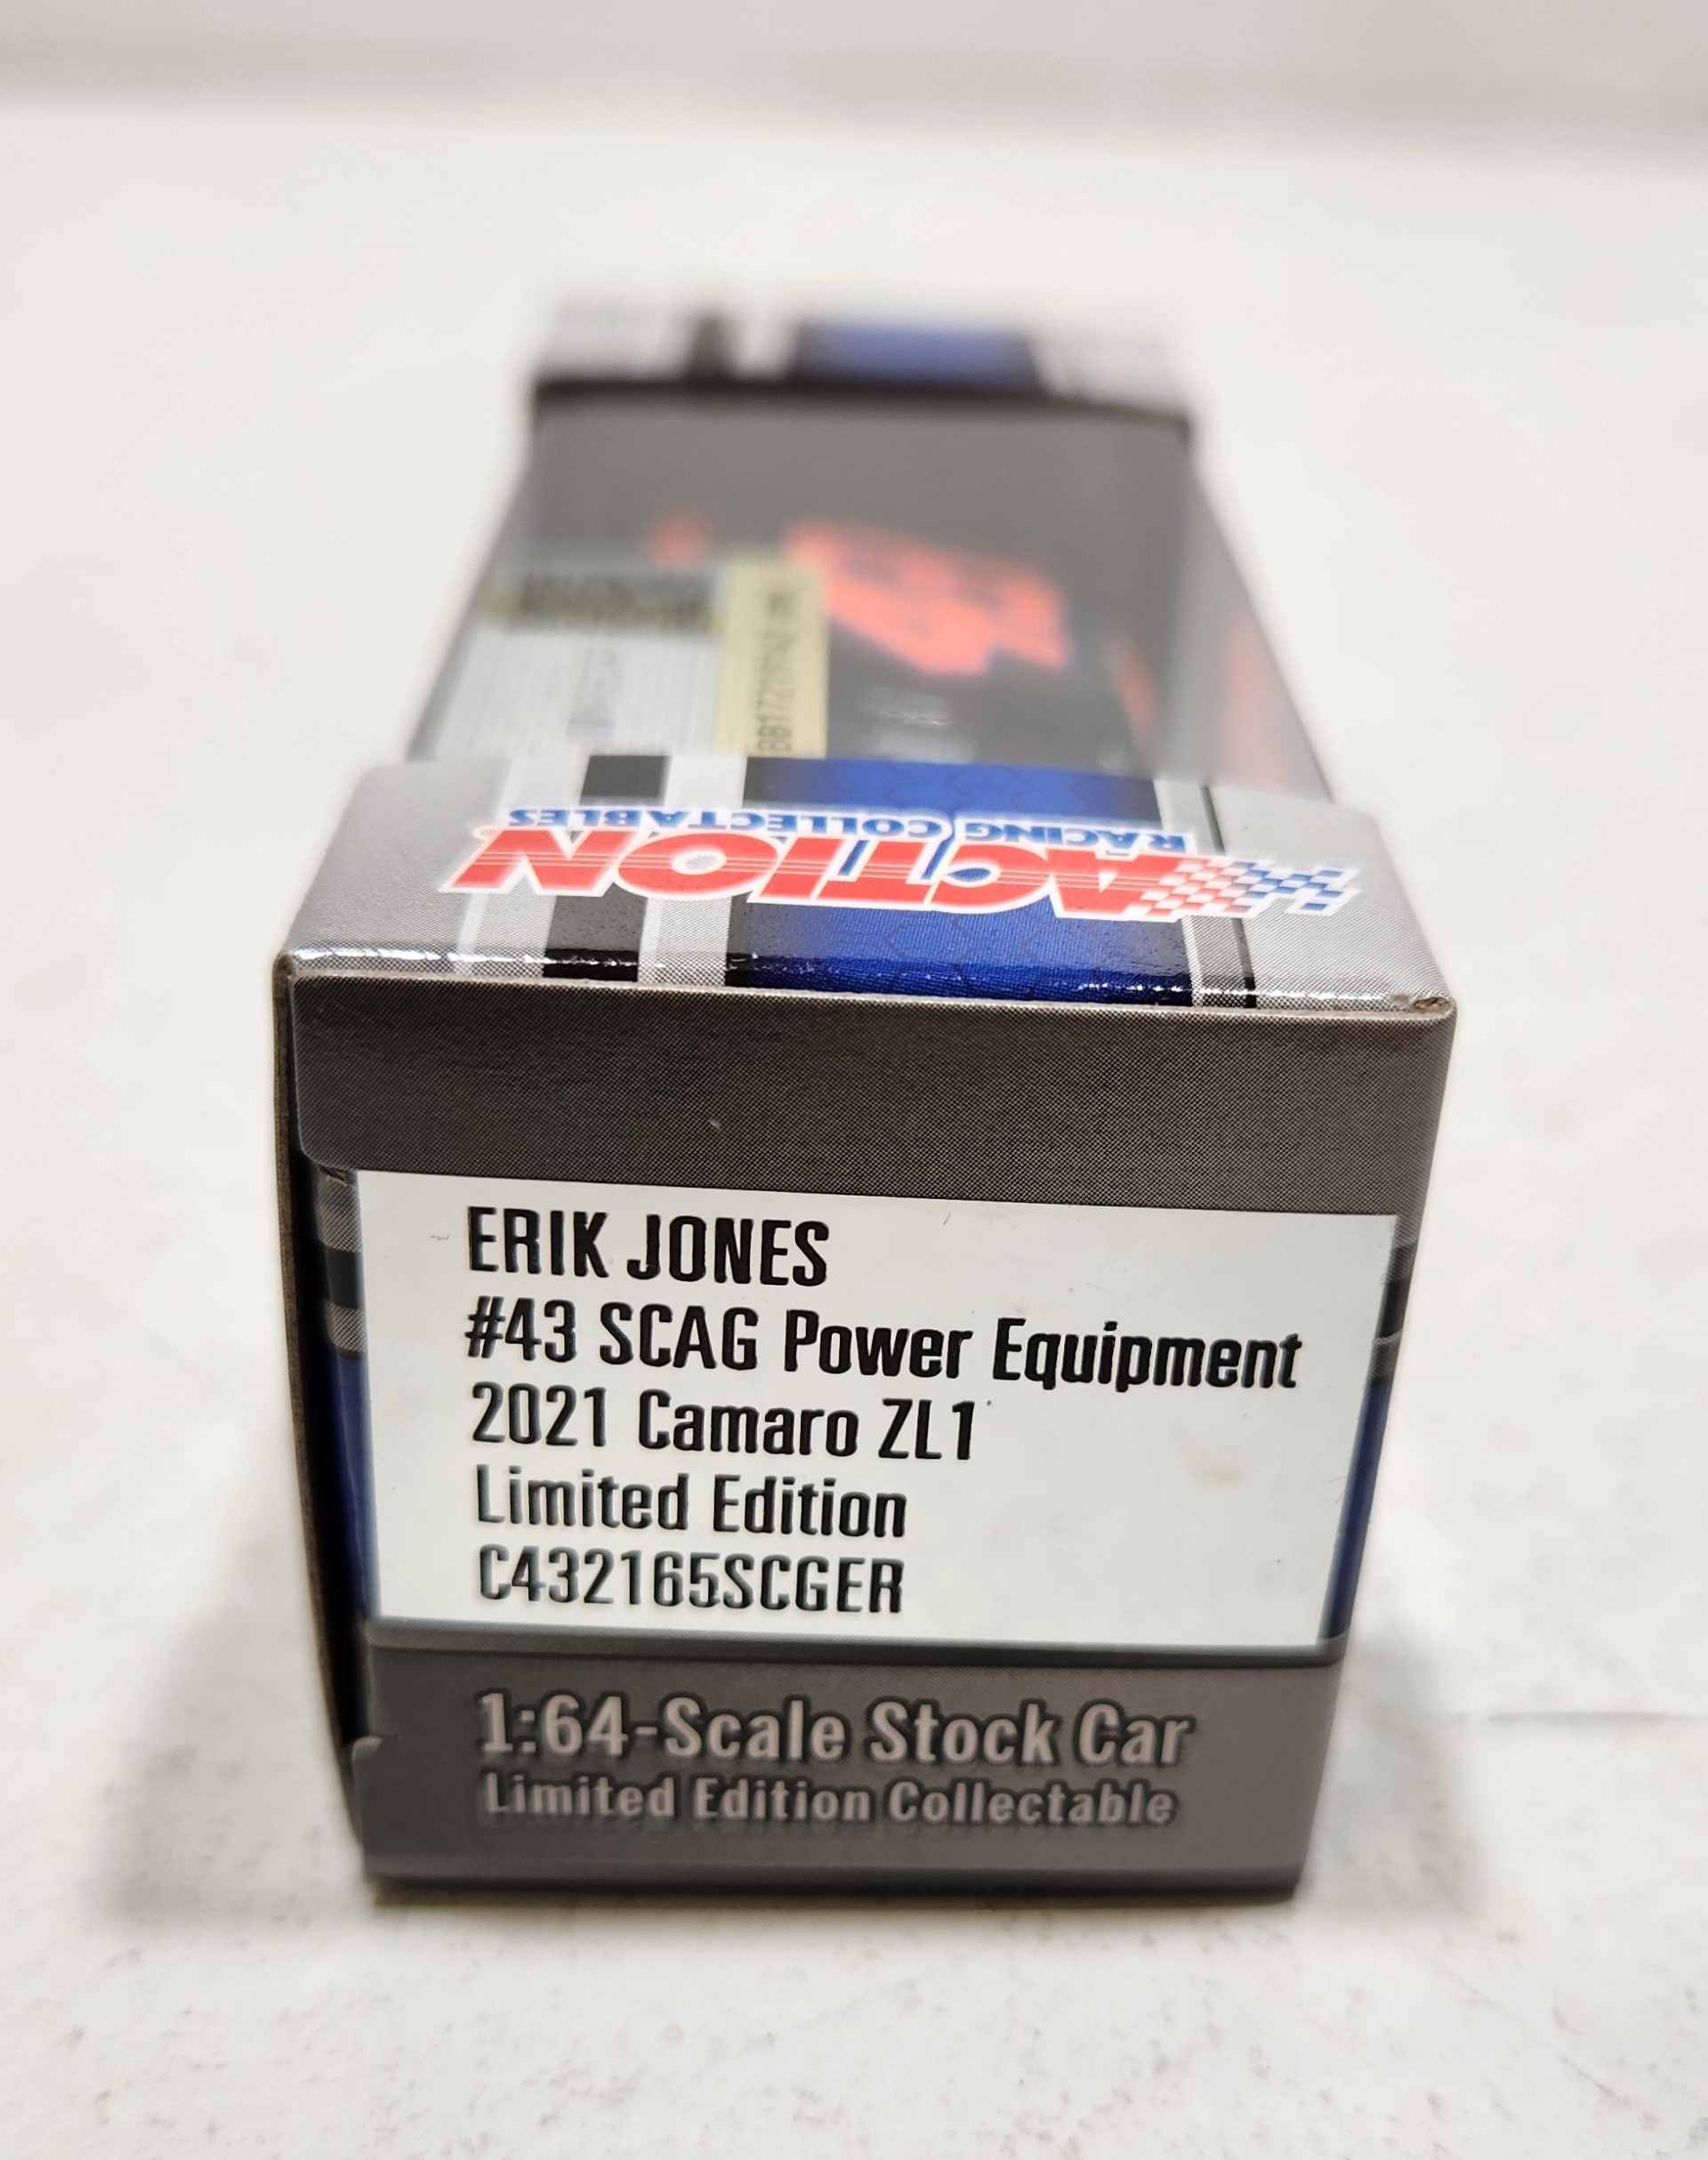 RACING COLLECTABLES
ACTION
ERIK JONES
#43 SCAG Power Equipment
2021 Camaro ZL1
Limited Edition
C432165SCGER
1:64-Scale Stock Car
Limited Edition Collectable